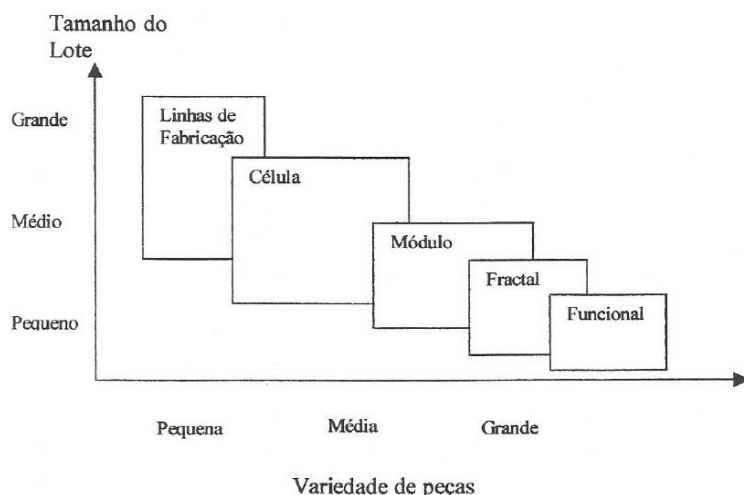 Tamanho do
Lote
Grande
Linhas de
Fabricação
Célula
Médio
Módulo
Fractal
Pequeno
Funcional
Pequena
Média
Grande
Variedade de peças